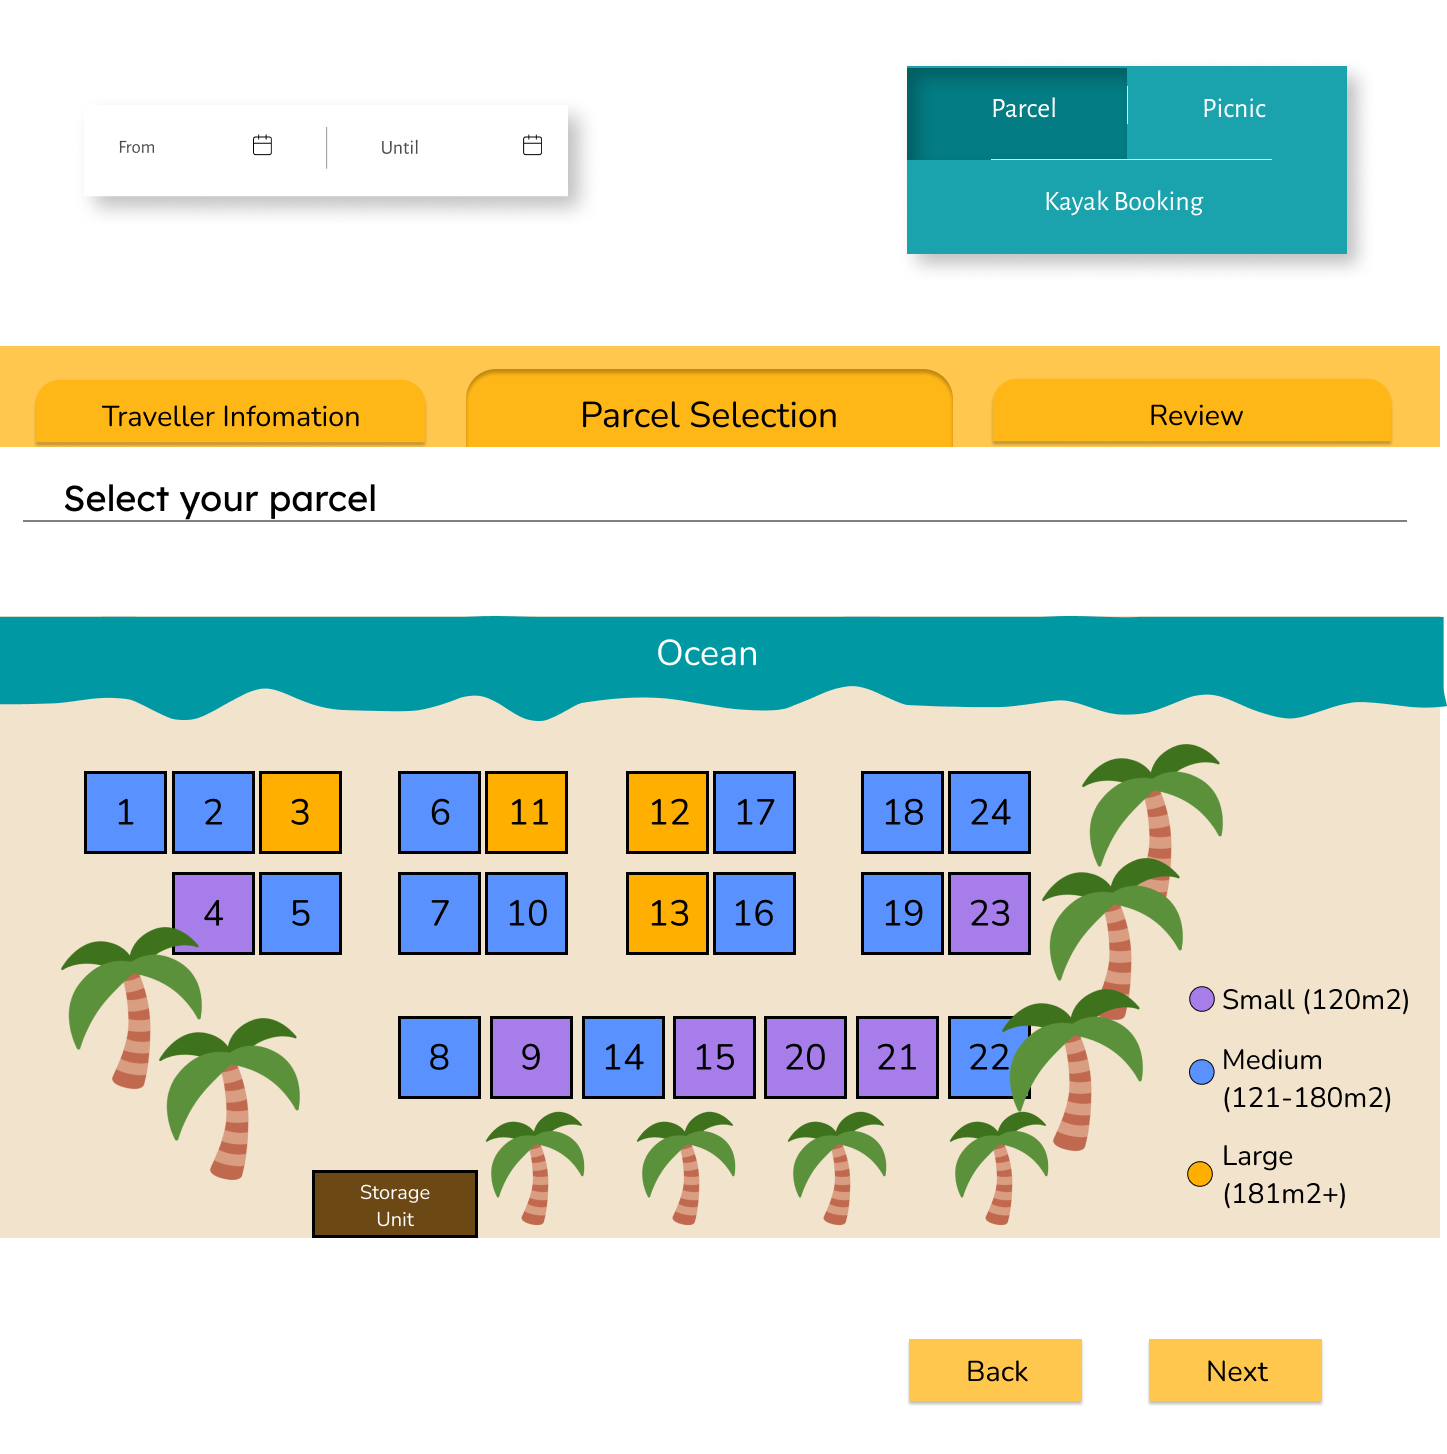 From
Until
Parcel
Picnic
Kayak Booking
Traveller Infomation
Parcel Selection
Review
Select your parcel
Ocean
1 2 3 6 11 12 17 18 24
4 5 7 10 13 16 19 23
8 9 14 15 20 21 22
Small (120m2)
Medium
(121-180m2)
Large
(181m2+)
Storage
Unit
Back
Next